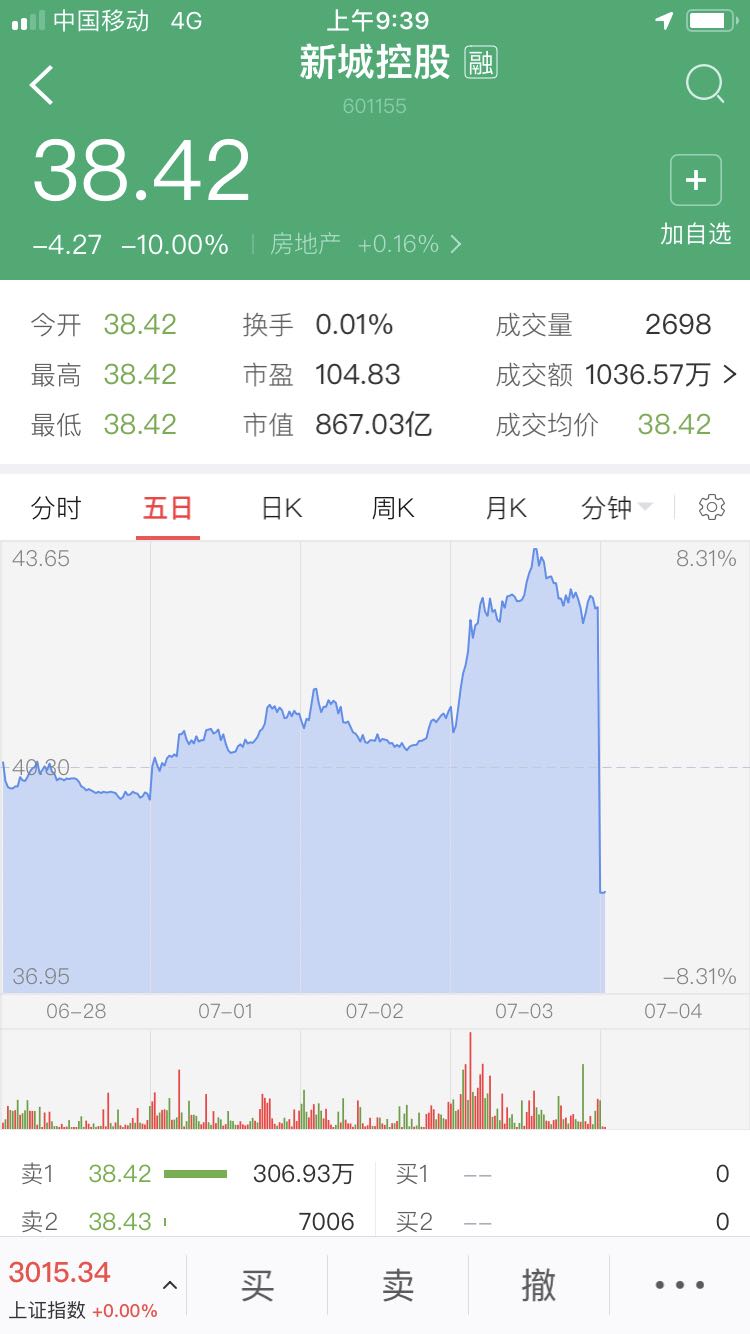 中国移动 4G 上午9:39
新城控股 融
601155
38.42
-4.27 -10.00% 房地产 +0.16%
加自选
今开 38.42 换手 0.01% 成交量 2698
最高 38.42 市盈 104.83 成交额 1036.57万
最低 38.42 市值 867.03亿 成交均价 38.42
分时 五日 日K 周K 月K 分钟
43.65 8.31%
40.30
36.95 -8.31%
06-28 07-01 07-02 07-03 07-04
卖1 38.42 306.93万 买1 -- 0
卖2 38.43 7006 买2 -- 0
3015.34
上证指数 +0.00%
买 卖 撤